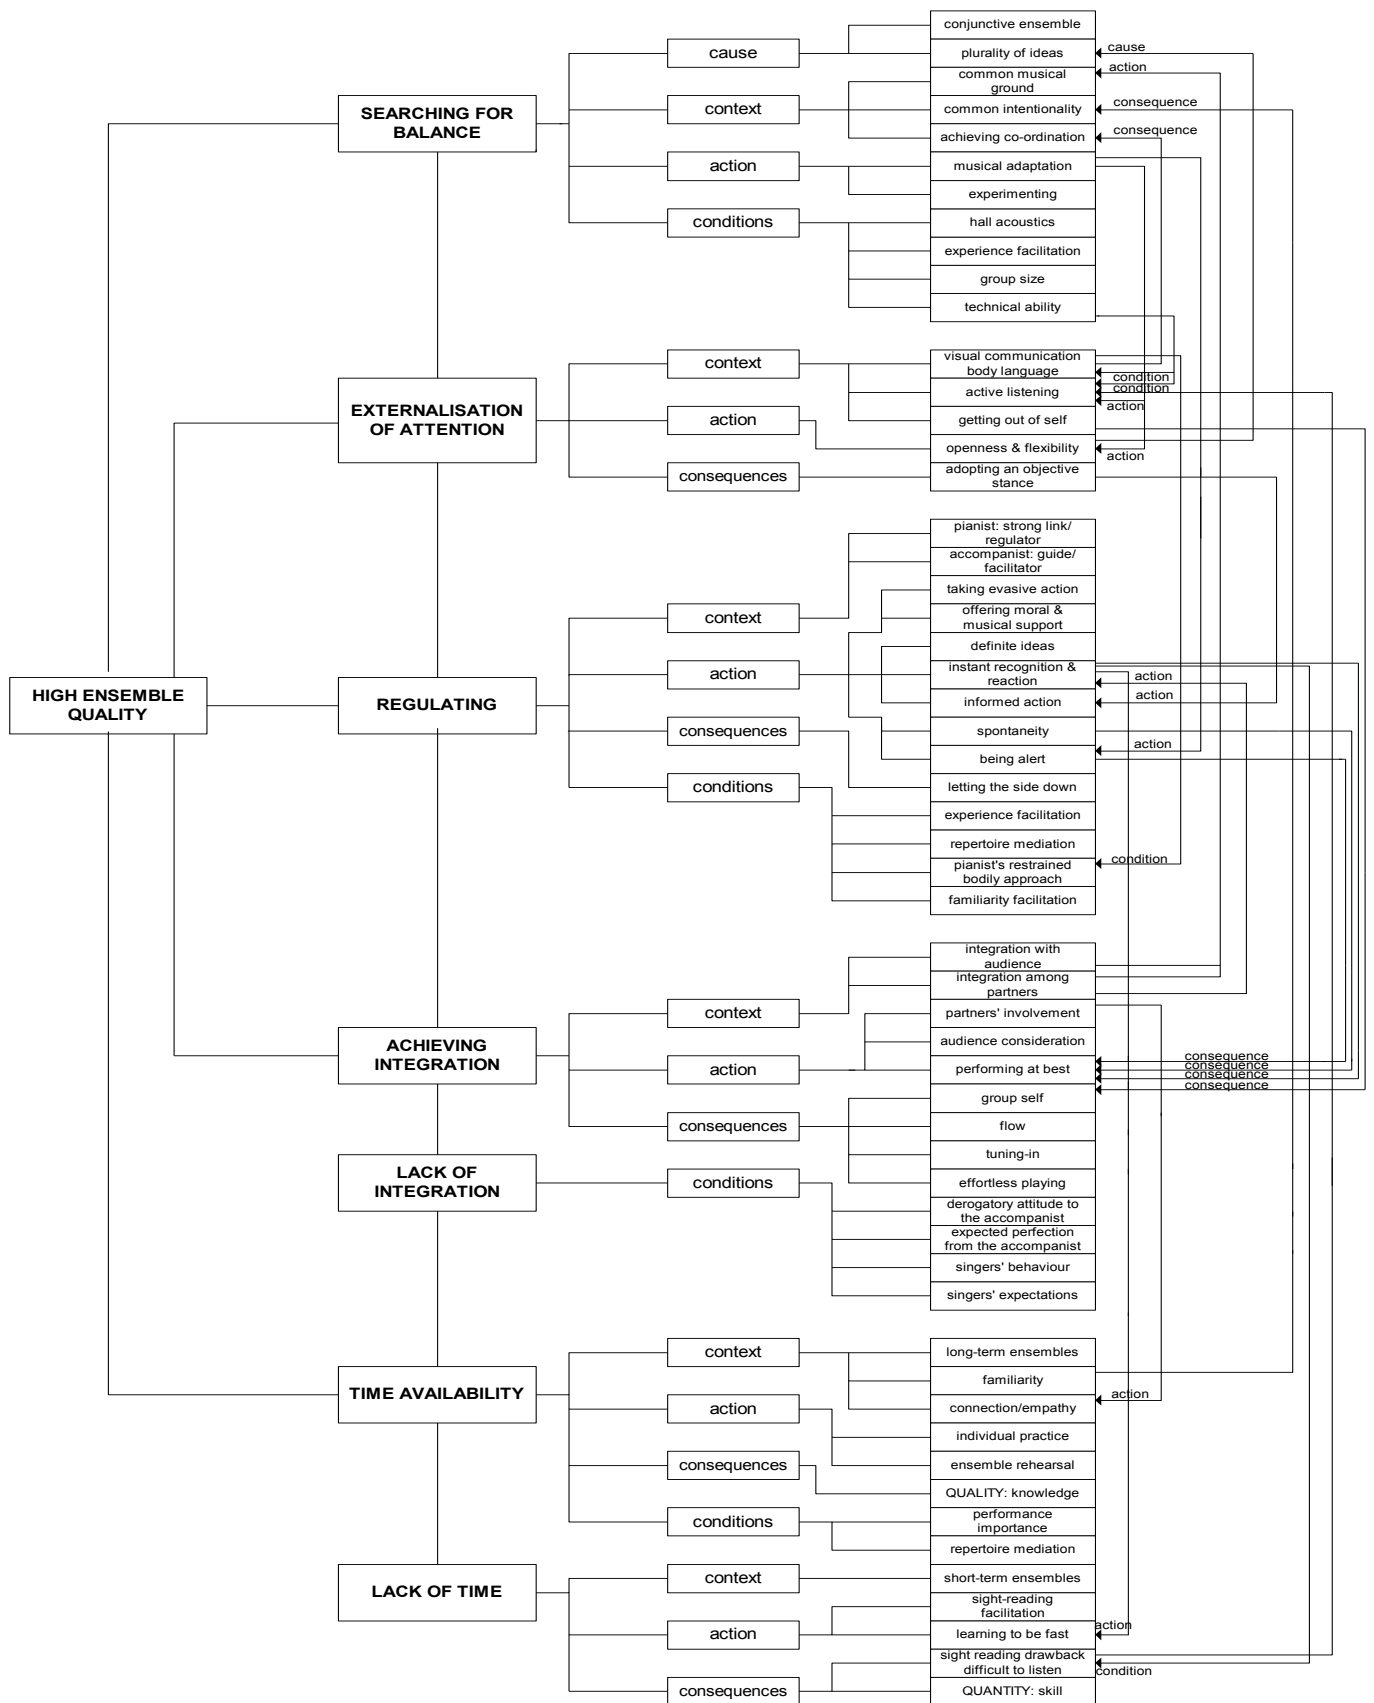 conjunctive ensemble
cause
plurality of ideas
cause
common musical
ground
action
SEARCHING FOR
BALANCE
context
common intentionality
consequence
achieving co-ordination
consequence
action
musical adaptation
experimenting
conditions
hall acoustics
experience facilitation
group size
technical ability
context
visual communication
body language
condition
condition
active listening
action
EXTERNALISATION
OF ATTENTION
action
getting out of self
openness & flexibility
action
consequences
adopting an objective
stance
pianist: strong link/
regulator
accompanist: guide/
facilitator
taking evasive action
context
offering moral &
musical support
definite ideas
action
instant recognition &
reaction
action
HIGH ENSEMBLE
QUALITY
REGULATING
informed action
action
consequences
spontaneity
action
being alert
conditions
letting the side down
experience facilitation
repertoire mediation
pianist's restrained
bodily approach
condition
familiarity facilitation
integration with
audience
integration among
partners
context
partners' involvement
ACHIEVING
INTEGRATION
audience consideration
action
performing at best
consequence
consequence
consequence
consequence
group self
consequences
flow
tuning-in
LACK OF
INTEGRATION
conditions
effortless playing
derogatory attitude to
the accompanist
expected perfection
from the accompanist
singers' behaviour
singers' expectations
context
long-term ensembles
familiarity
TIME AVAILABILITY
action
connection/empathy
action
individual practice
consequences
ensemble rehearsal
QUALITY: knowledge
conditions
performance
importance
repertoire mediation
context
short-term ensembles
LACK OF TIME
sight-reading
facilitation
action
learning to be fast
action
sight reading drawback
difficult to listen
condition
consequences
QUANTITY: skill